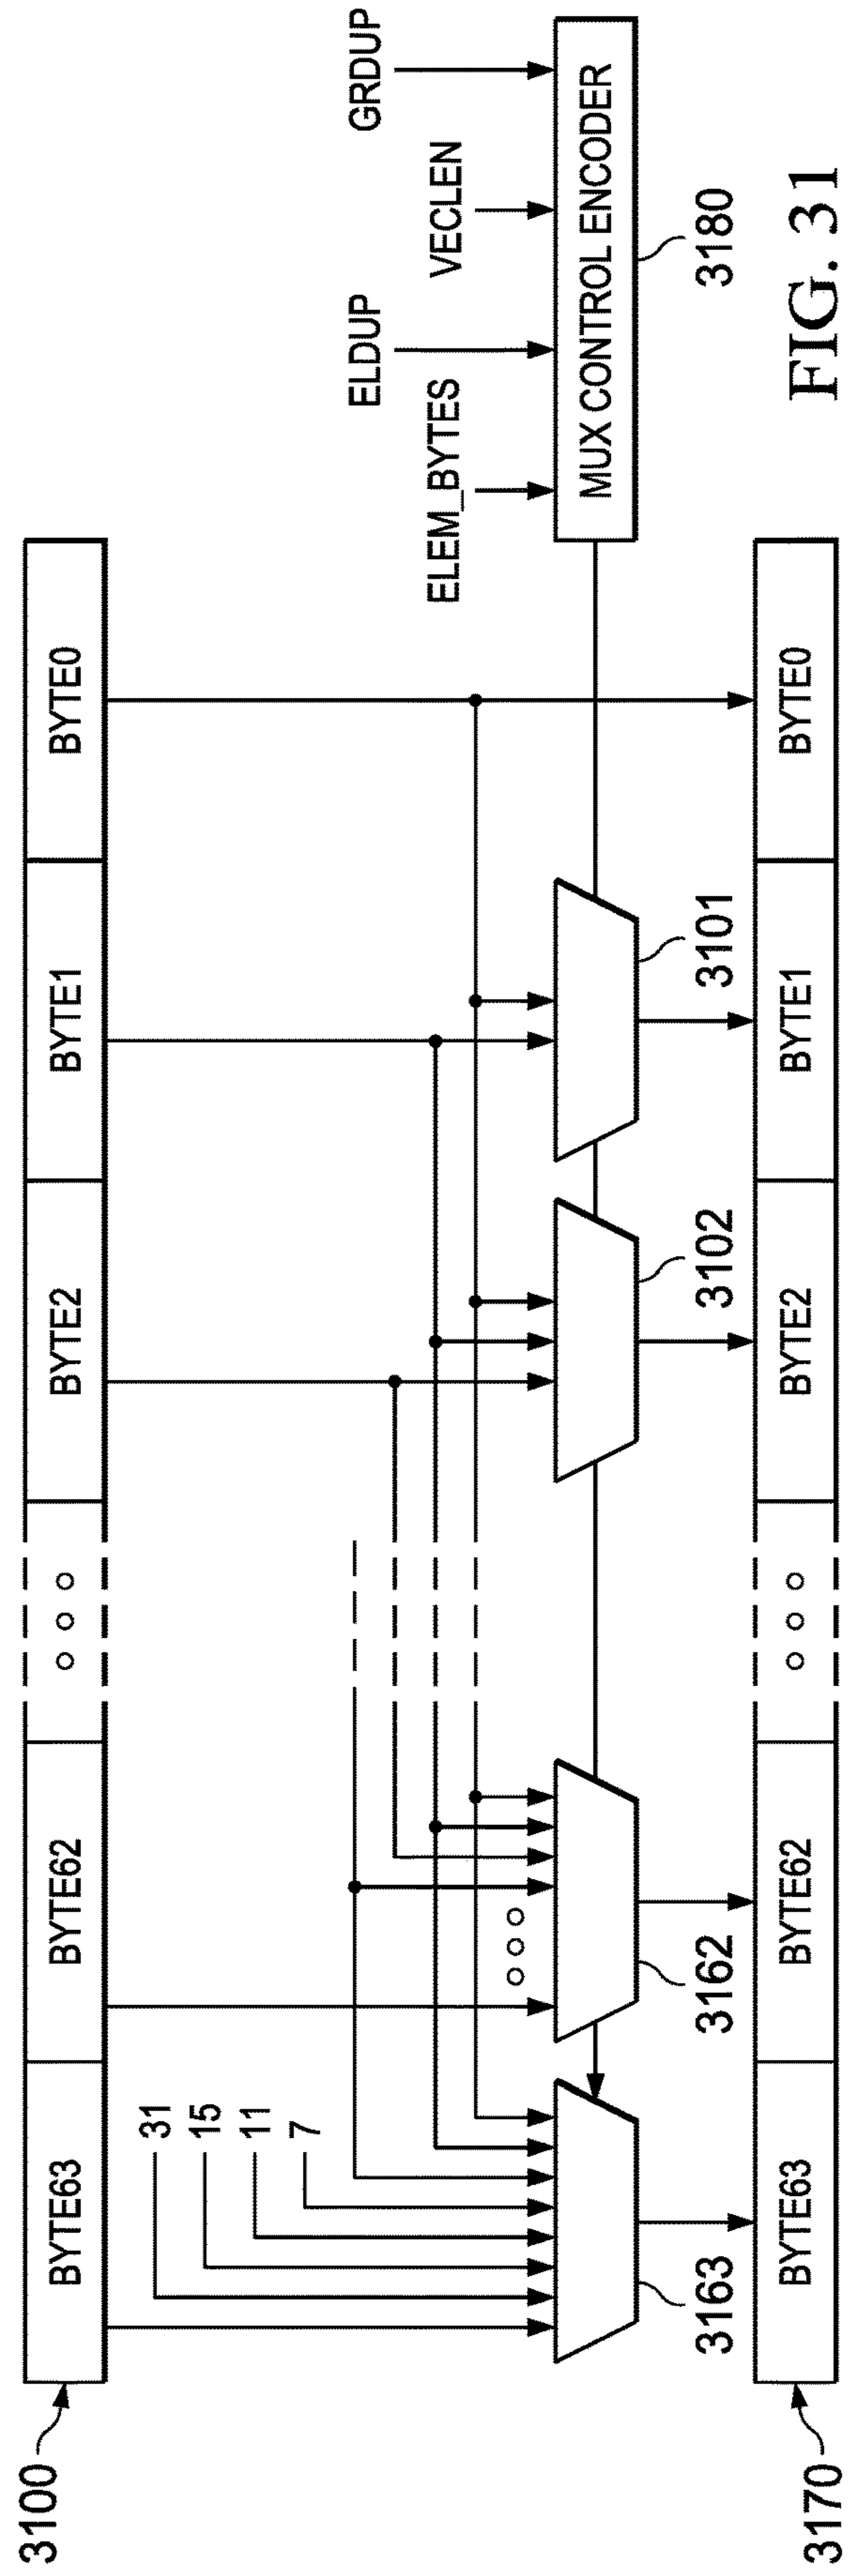 3100
BYTE63
BYTE62
BYTE2
BYTE1
BYTE0
31
15
11
7
GRDUP
ELDUP
VECLEN
ELEM_BYTES
MUX CONTROL ENCODER
3163
3162
3102
3101
3180
3170
BYTE63
BYTE62
BYTE2
BYTE1
BYTE0
FIG. 31